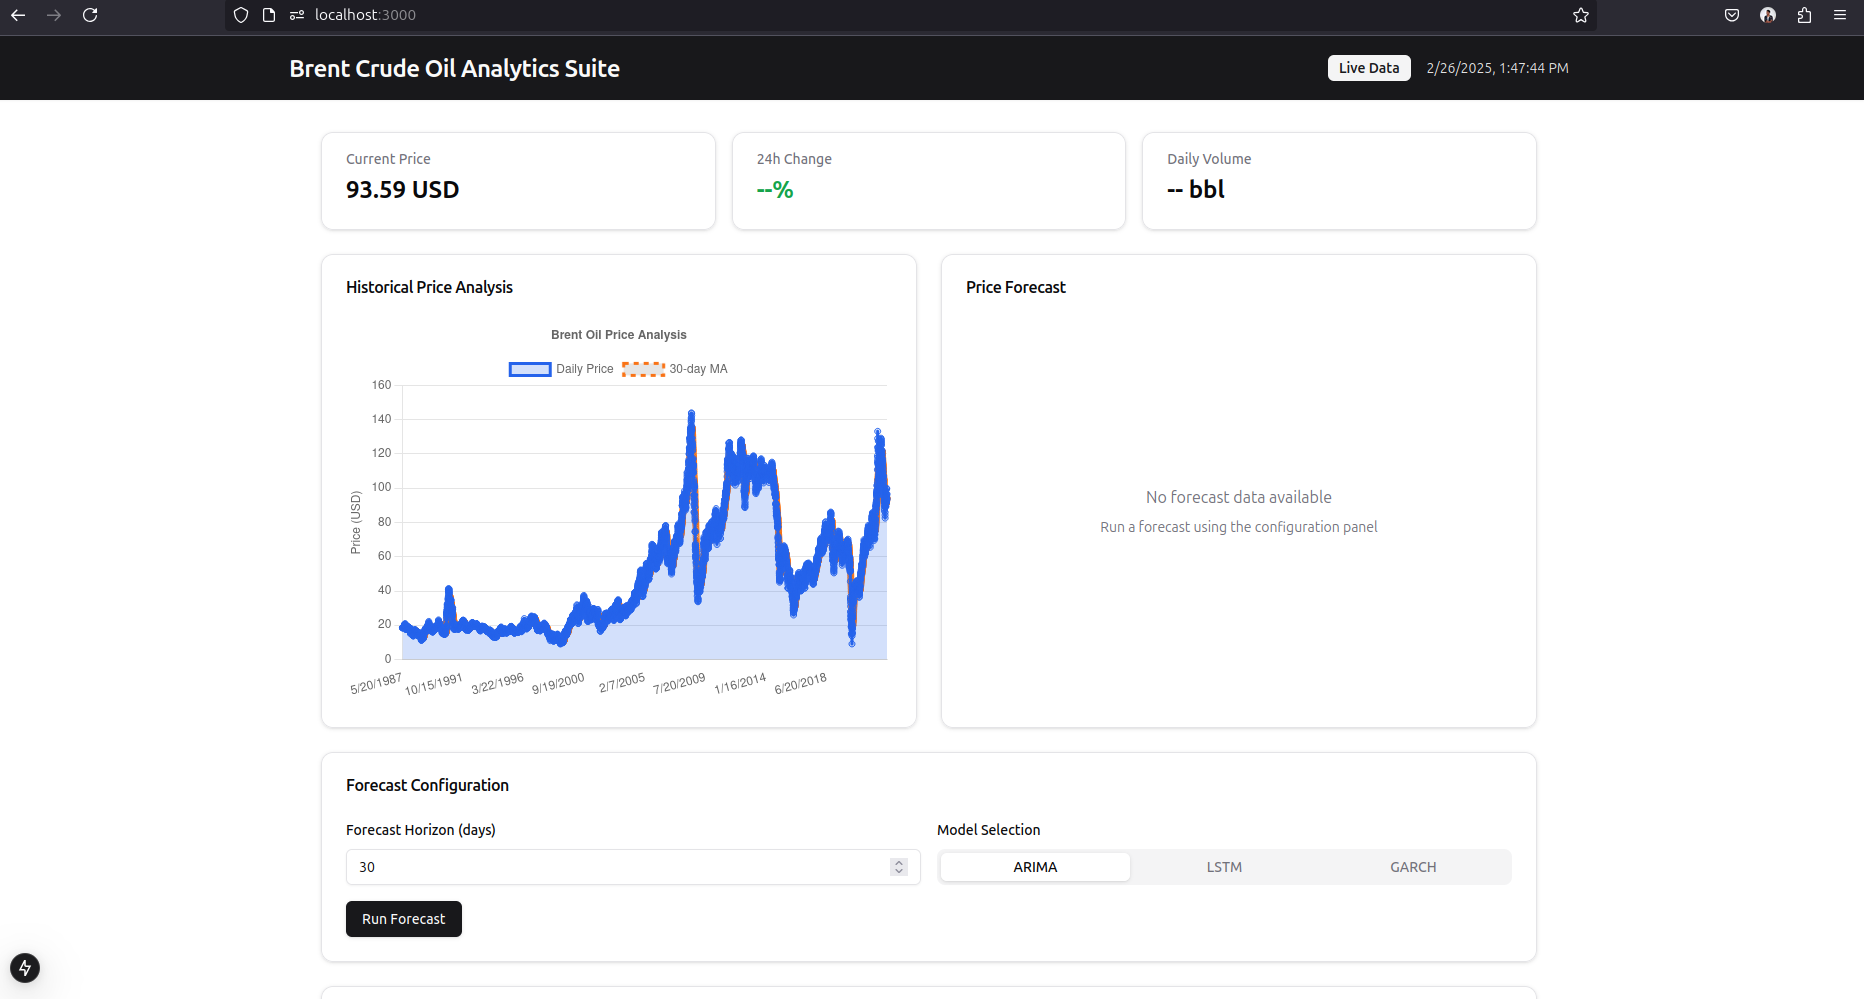 localhost:3000
Brent Crude Oil Analytics Suite
Live Data
2/26/2025, 1:47:44 PM
Current Price
93.59 USD
24h Change
--%
Daily Volume
-- bbl
Historical Price Analysis
Brent Oil Price Analysis
Daily Price
30-day MA
Price (USD)
160
140
120
100
80
60
40
20
0
5/20/1987
10/15/1991
3/22/1996
9/19/2000
2/7/2005
7/20/2009
1/16/2014
6/20/2018
Price Forecast
No forecast data available
Run a forecast using the configuration panel
Forecast Configuration
Forecast Horizon (days)
30
Model Selection
ARIMA
LSTM
GARCH
Run Forecast